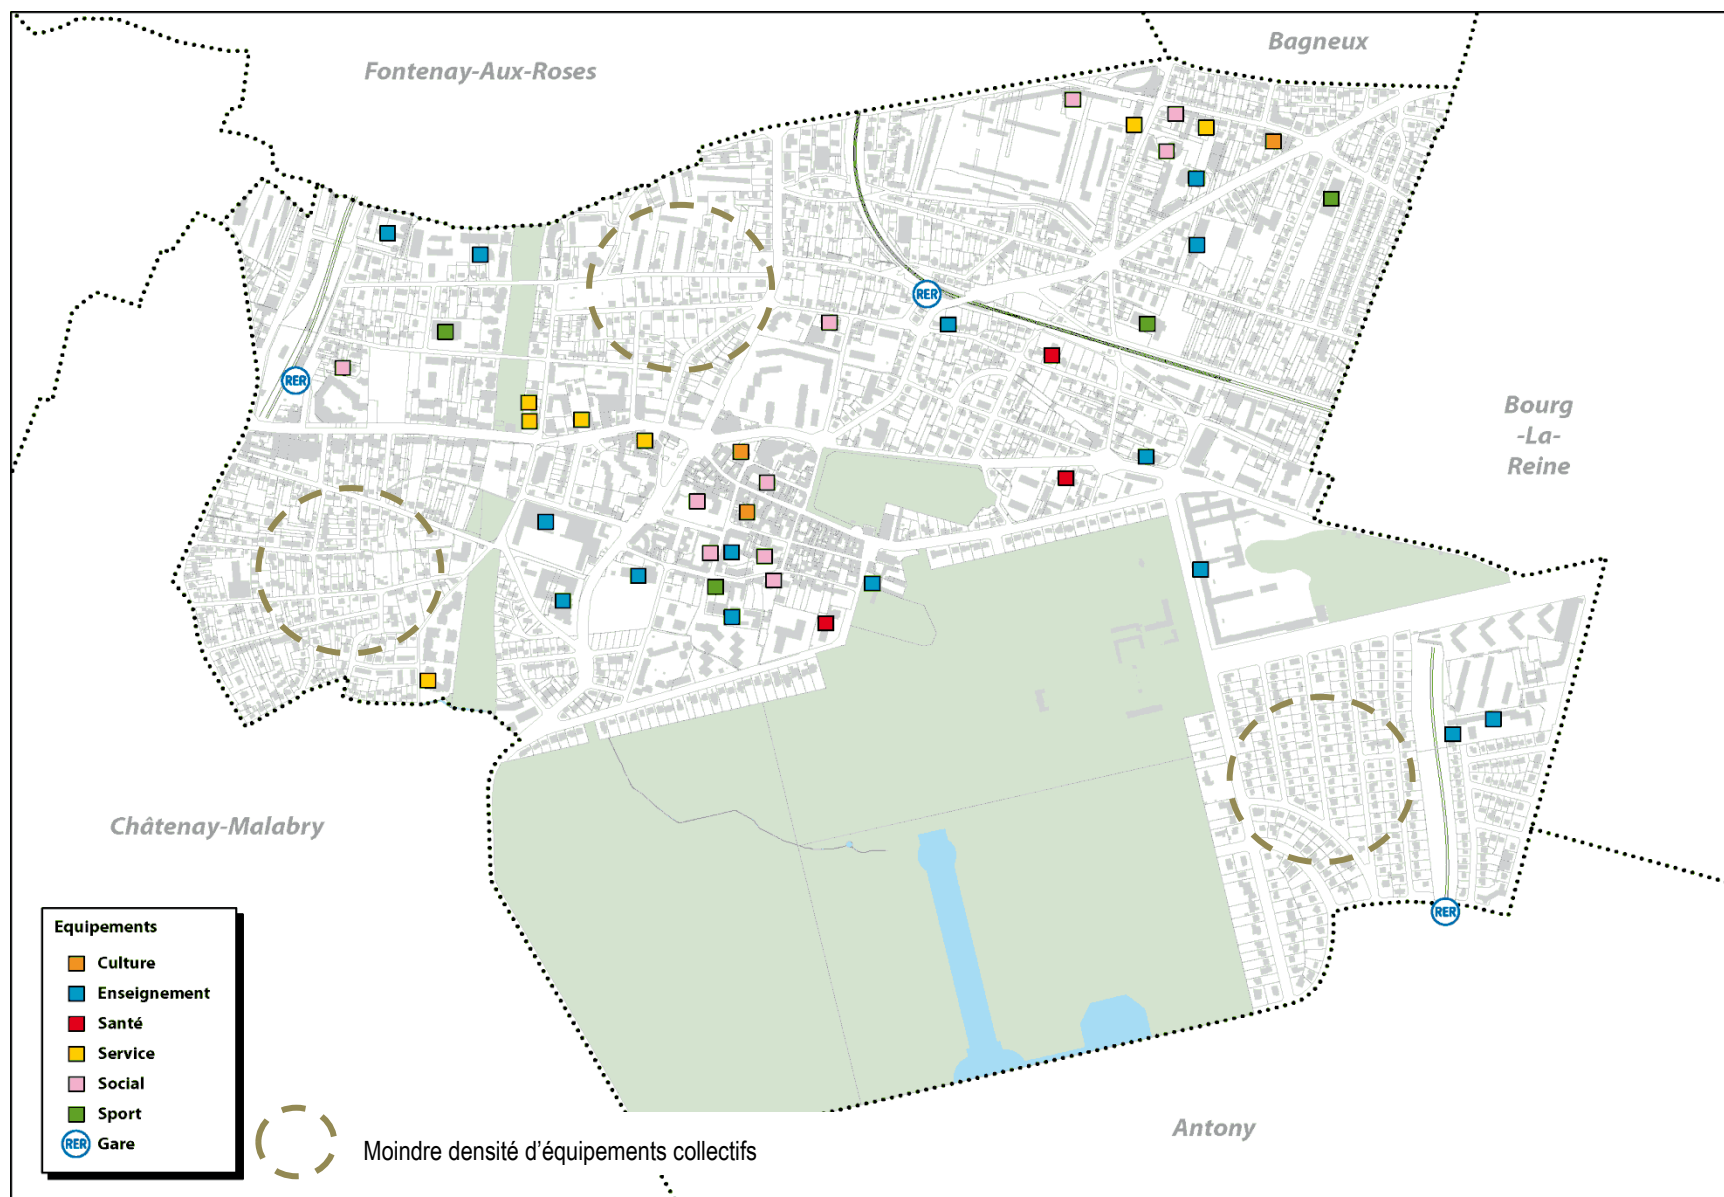 Bagneux
Fontenay-Aux-Roses
RER
RER
Bourg
-La-
Reine
Châtenay-Malabry
RER
Equipements
Culture
Enseignement
Santé
Service
Social
Sport
RER Gare
Moindre densité d'équipements collectifs
Antony